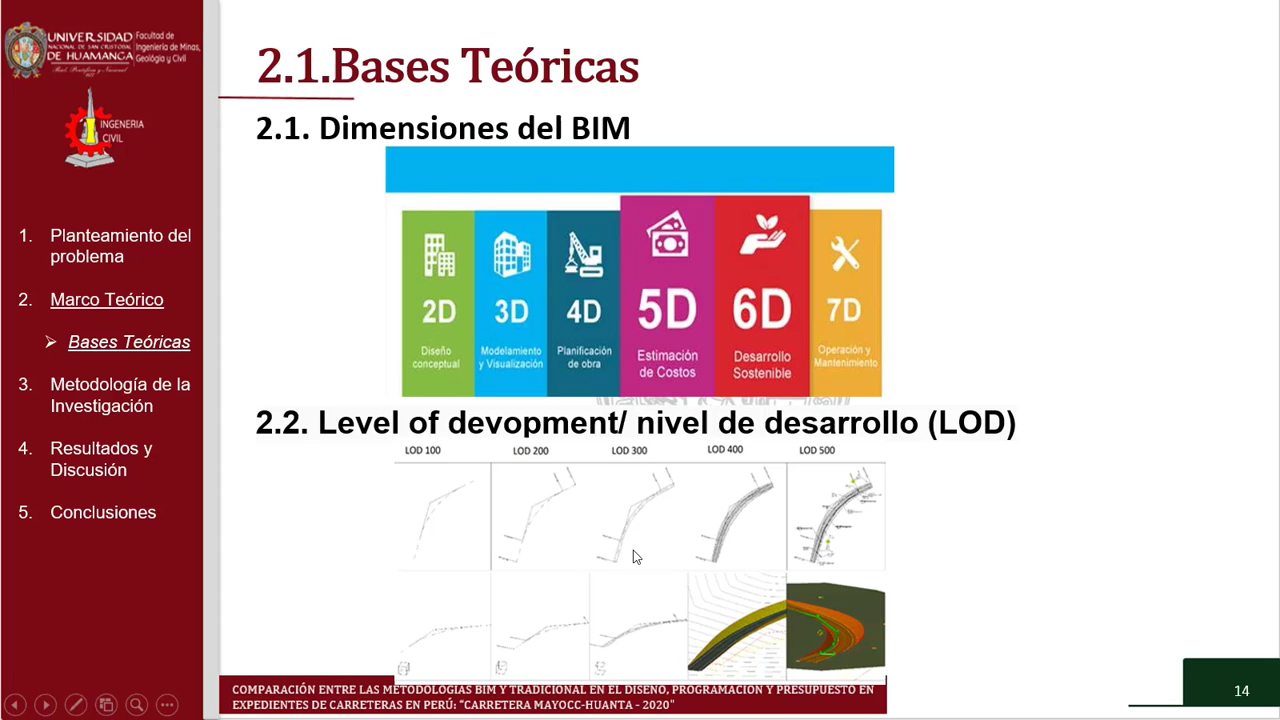 UNIVERSIDAD
NACIONAL DE SAN CRISTOBAL
DE HUAMANGA
Facultad de
Ingeniería de Minas,
Geológia y Civil
INGENERIA
CIVIL
1. Planteamiento del
problema
2. Marco Teórico
➢ Bases Teóricas
3. Metodología de la
Investigación
4. Resultados y
Discusión
5. Conclusiones
2.1.Bases Teóricas
2.1. Dimensiones del BIM
2D
Diseño
conceptual
3D
Modelamiento
y Visualización
4D
Planificación
de obra
5D
Estimación
de Costos
6D
Desarrollo
Sostenible
7D
Operación y
Mantenimiento
2.2. Level of devopment/ nivel de desarrollo (LOD)
LOD 100 LOD 200 LOD 300 LOD 400 LOD 500
COMPARACIÓN ENTRE LAS METODOLOGÍAS BIM Y TRADICIONAL EN EL DISEÑO, PROGRAMACIÓN Y PRESUPUESTO EN
EXPEDIENTES DE CARRETERAS EN PERÚ: "CARRETERA MAYOCC-HUANTA - 2020"
14